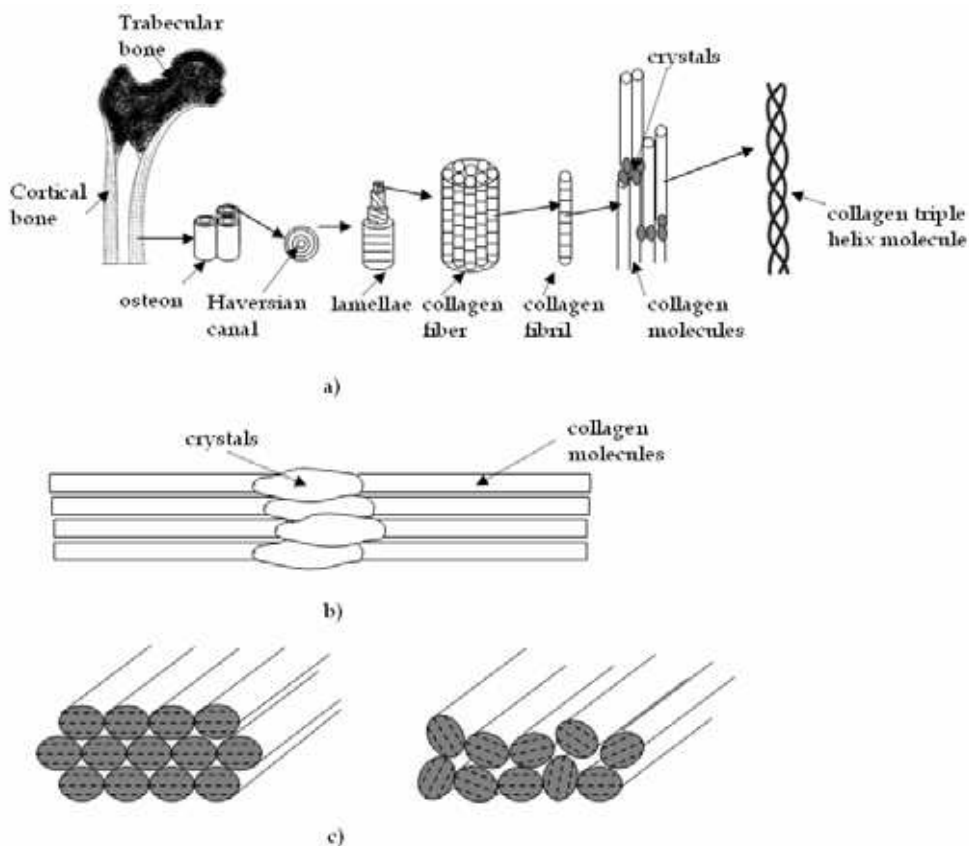 Trabecular
bone
crystals
Cortical
bone
collagen triple
helix molecule
osteon
Haversian
canal
lamellae
collagen
fiber
collagen
fibril
collagen
molecules
a)
crystals
collagen
molecules
b)
c)